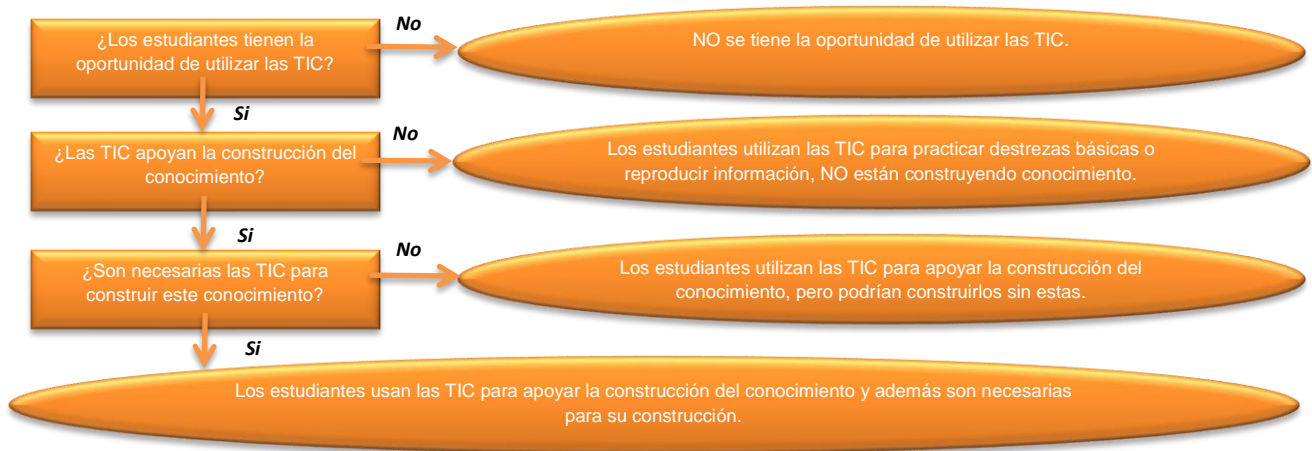 ¿Los estudiantes tienen la
oportunidad de utilizar las TIC?
No
NO se tiene la oportunidad de utilizar las TIC.
Si
¿Las TIC apoyan la construcción del
conocimiento?
No
Los estudiantes utilizan las TIC para practicar destrezas básicas o
reproducir información, NO están construyendo conocimiento.
Si
¿Son necesarias las TIC para
construir este conocimiento?
No
Los estudiantes utilizan las TIC para apoyar la construcción del
conocimiento, pero podrían construirlos sin estas.
Si
Los estudiantes usan las TIC para apoyar la construcción del conocimiento y además son necesarias
para su construcción.